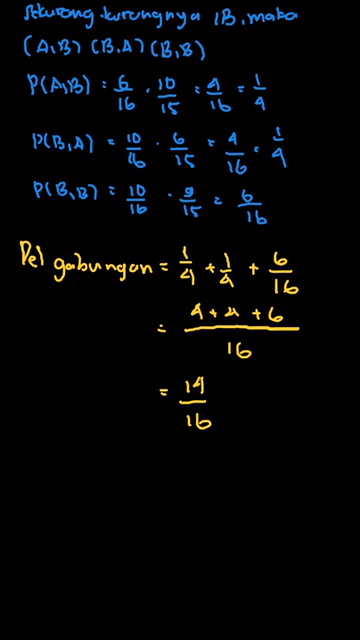 Sekurang-kurangnya 1B, maka
(A,B) (B,A) (B,B)
P(A,B) = 6/16 · 10/15 = 4/16 = 1/4
P(B,A) = 10/16 · 6/15 = 4/16 = 1/4
P(B,B) = 10/16 · 9/15 = 6/16
Pel gabungan = 1/4 + 1/4 + 6/16
= (4 + 4 + 6)/16
= 14/16